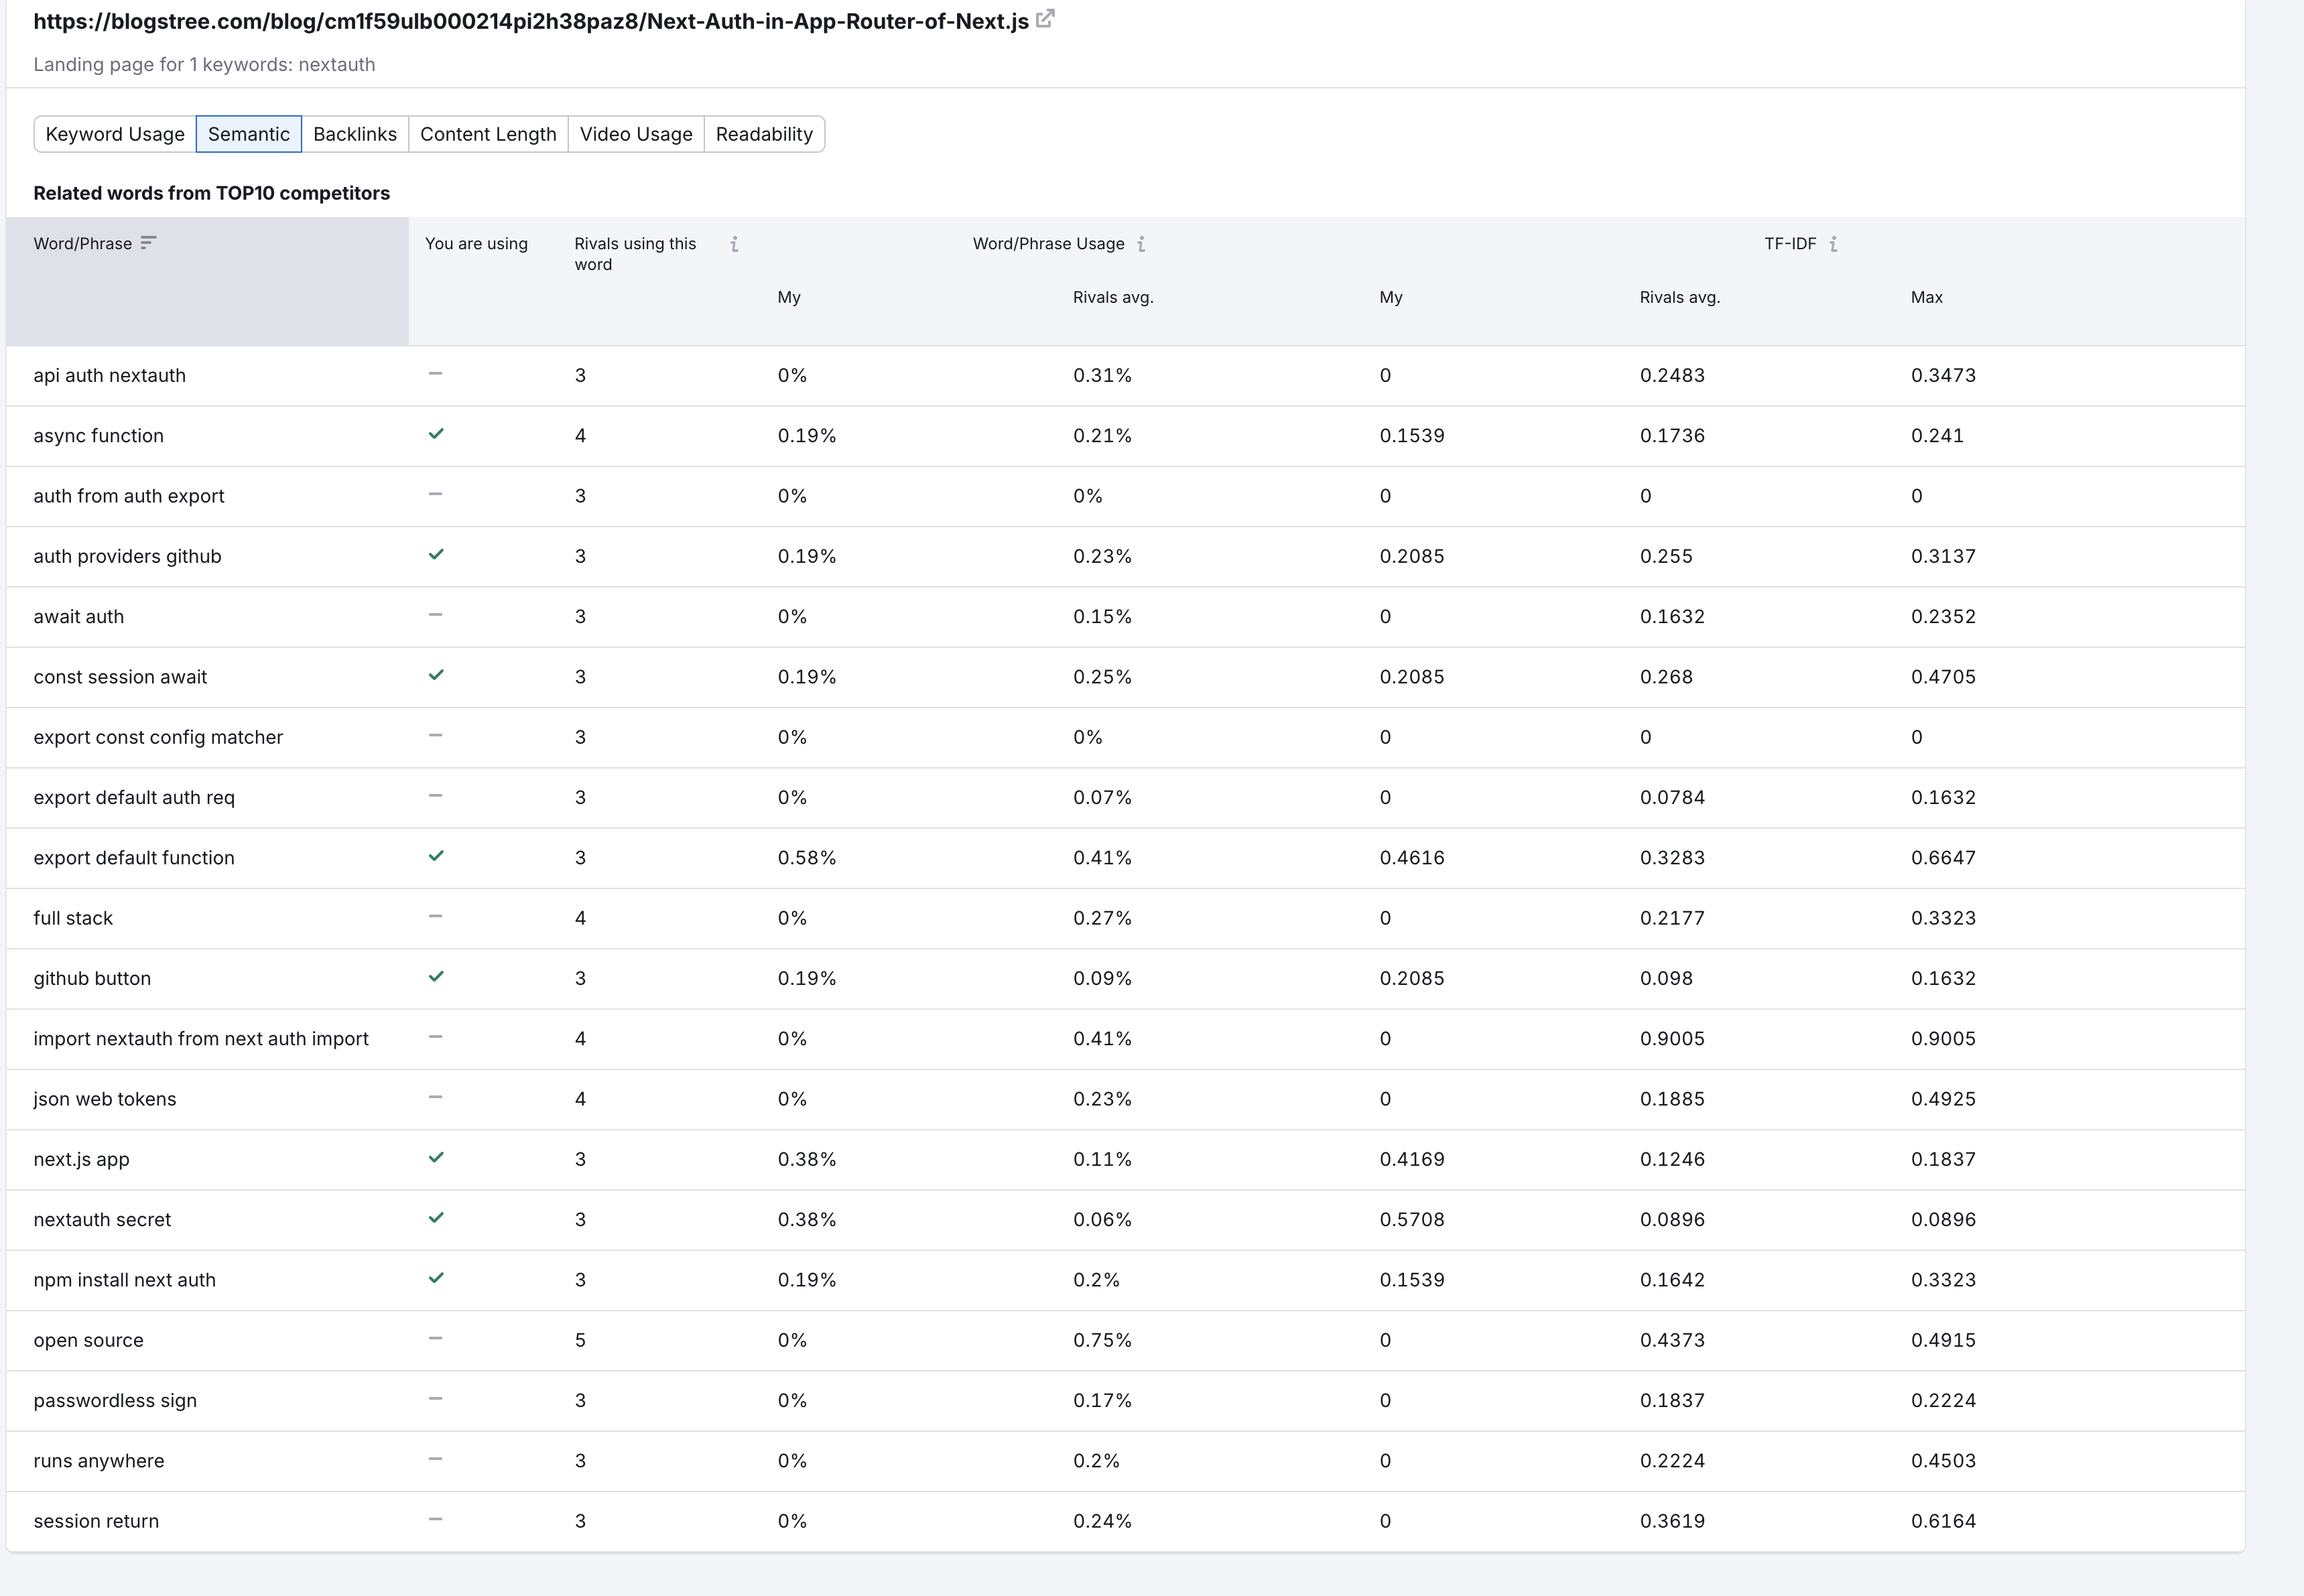 https://blogstree.com/blog/cm1f59ulb000214pi2h38paz8/Next-Auth-in-App-Router-of-Next.js
Landing page for 1 keywords: nextauth
Keyword Usage Semantic Backlinks Content Length Video Usage Readability
Related words from TOP10 competitors
Word/Phrase You are using Rivals using this word Word/Phrase Usage TF-IDF
My Rivals avg. My Rivals avg. Max
api auth nextauth – 3 0% 0.31% 0 0.2483 0.3473
async function ✓ 4 0.19% 0.21% 0.1539 0.1736 0.241
auth from auth export – 3 0% 0% 0 0 0
auth providers github ✓ 3 0.19% 0.23% 0.2085 0.255 0.3137
await auth – 3 0% 0.15% 0 0.1632 0.2352
const session await ✓ 3 0.19% 0.25% 0.2085 0.268 0.4705
export const config matcher – 3 0% 0% 0 0 0
export default auth req – 3 0% 0.07% 0 0.0784 0.1632
export default function ✓ 3 0.58% 0.41% 0.4616 0.3283 0.6647
full stack – 4 0% 0.27% 0 0.2177 0.3323
github button ✓ 3 0.19% 0.09% 0.2085 0.098 0.1632
import nextauth from next auth import – 4 0% 0.41% 0 0.9005 0.9005
json web tokens – 4 0% 0.23% 0 0.1885 0.4925
next.js app ✓ 3 0.38% 0.11% 0.4169 0.1246 0.1837
nextauth secret ✓ 3 0.38% 0.06% 0.5708 0.0896 0.0896
npm install next auth ✓ 3 0.19% 0.2% 0.1539 0.1642 0.3323
open source – 5 0% 0.75% 0 0.4373 0.4915
passwordless sign – 3 0% 0.17% 0 0.1837 0.2224
runs anywhere – 3 0% 0.2% 0 0.2224 0.4503
session return – 3 0% 0.24% 0 0.3619 0.6164